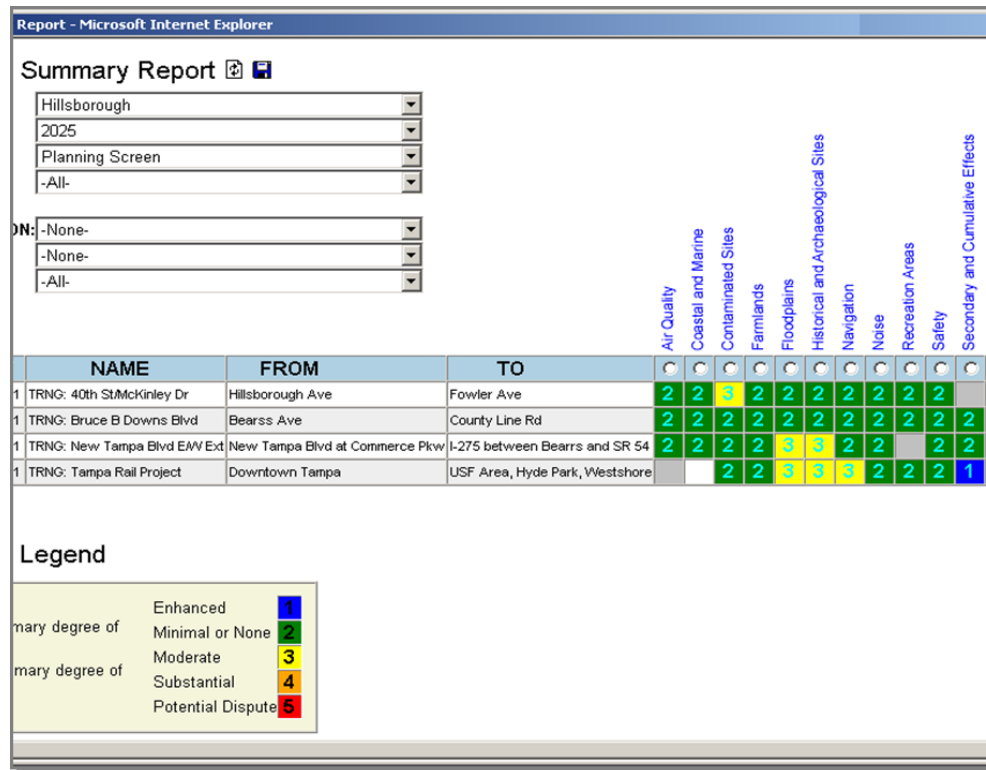 Report - Microsoft Internet Explorer
Summary Report
Hillsborough
2025
Planning Screen
-All-
ON: -None-
-None-
-All-
Air Quality
Coastal and Marine
Contaminated Sites
Farmlands
Floodplains
Historical and Archaeological Sites
Navigation
Noise
Recreation Areas
Safety
Secondary and Cumulative Effects
NAME FROM TO
1 TRNG: 40th St/McKinley Dr Hillsborough Ave Fowler Ave 2 2 3 2 2 2 2 2 2 2
TRNG: Bruce B Downs Blvd Bearss Ave County Line Rd 2 2 2 2 2 2 2 2 2 2 2
1 TRNG: New Tampa Blvd E/W Ext New Tampa Blvd at Commerce Pkw I-275 between Bearrs and SR 54 2 2 2 2 3 3 2 2 2 2
1 TRNG: Tampa Rail Project Downtown Tampa USF Area, Hyde Park, Westshore 2 2 3 3 3 2 2 2 1
Legend
Enhanced 1
mary degree of
Minimal or None 2
Moderate 3
mary degree of
Substantial 4
Potential Dispute 5